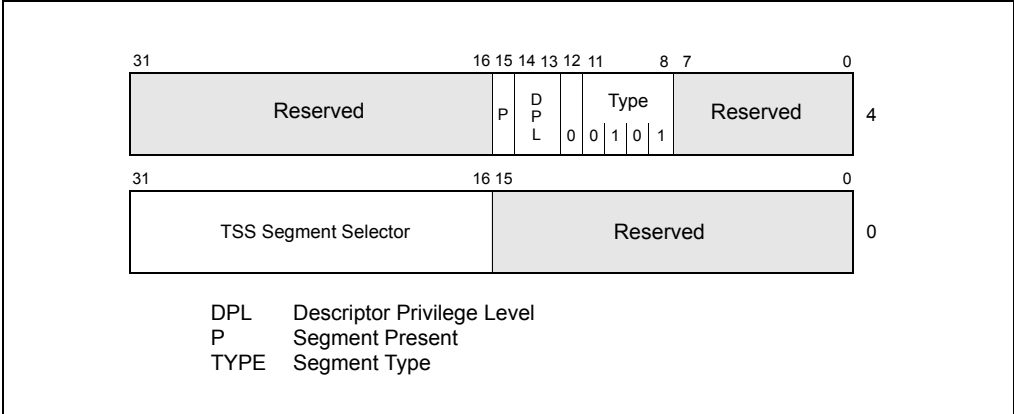 31 16 15 14 13 12 11 8 7 0
Reserved P DPL 0 Type 0 1 0 1 Reserved 4
31 16 15 0
TSS Segment Selector Reserved 0
DPL Descriptor Privilege Level
P Segment Present
TYPE Segment Type